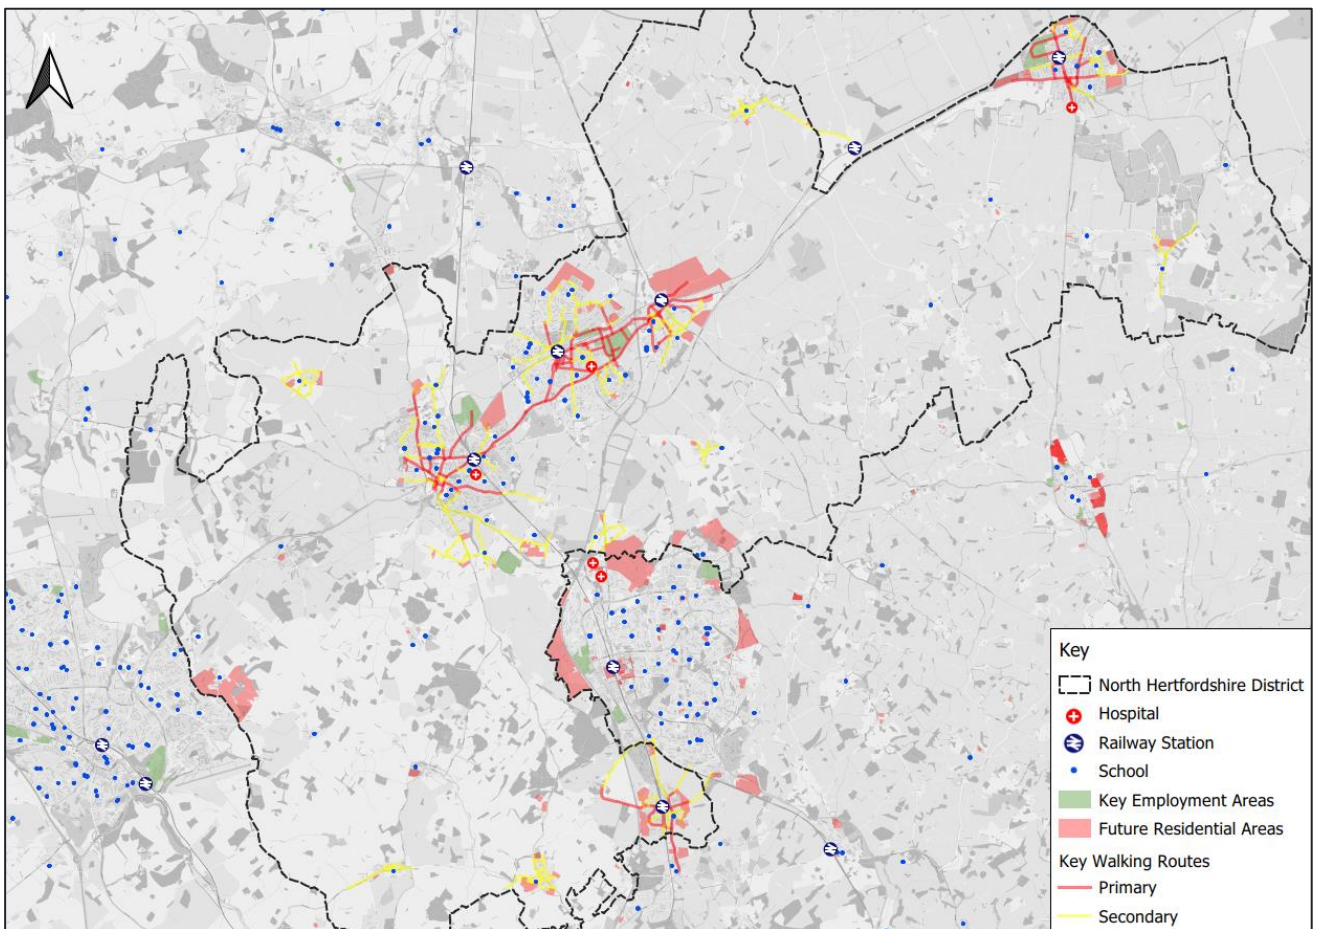 N
Key
North Hertfordshire District
Hospital
Railway Station
School
Key Employment Areas
Future Residential Areas
Key Walking Routes
Primary
Secondary